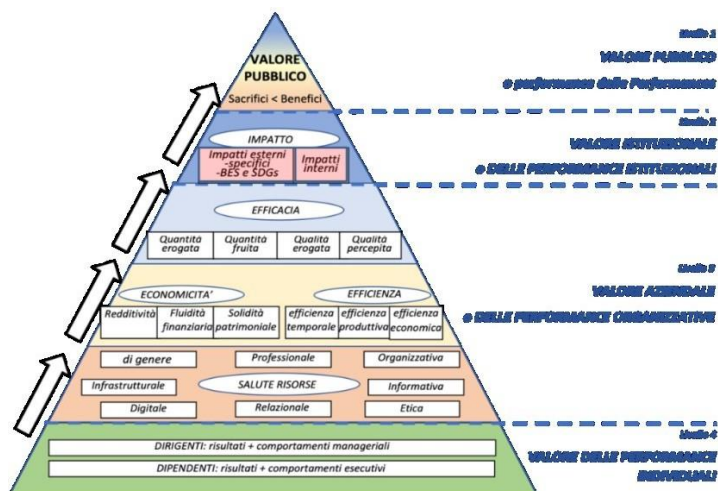 Livello 1
VALORE PUBBLICO
o performance delle Performances
VALORE
PUBBLICO
Sacrifici < Benefici
Livello 2
VALORE ISTITUZIONALE
o DELLE PERFORMANCE ISTITUZIONALI
IMPATTO
Impatti esterni
-specifici
-BES e SDGs
Impatti
interni
EFFICACIA
Quantità
erogata
Quantità
fruita
Qualità
erogata
Qualità
percepita
Livello 3
VALORE AZIENDALE
o DELLE PERFORMANCE ORGANIZZATIVE
ECONOMICITA'
EFFICIENZA
Redditività
Fluidità
finanziaria
Solidità
patrimoniale
efficienza
temporale
efficienza
produttiva
efficienza
economica
di genere
Professionale
Organizzativa
Infrastrutturale
SALUTE RISORSE
Informativa
Digitale
Relazionale
Etica
Livello 4
VALORE DELLE PERFORMANCE
INDIVIDUALI
DIRIGENTI: risultati + comportamenti manageriali
DIPENDENTI: risultati + comportamenti esecutivi